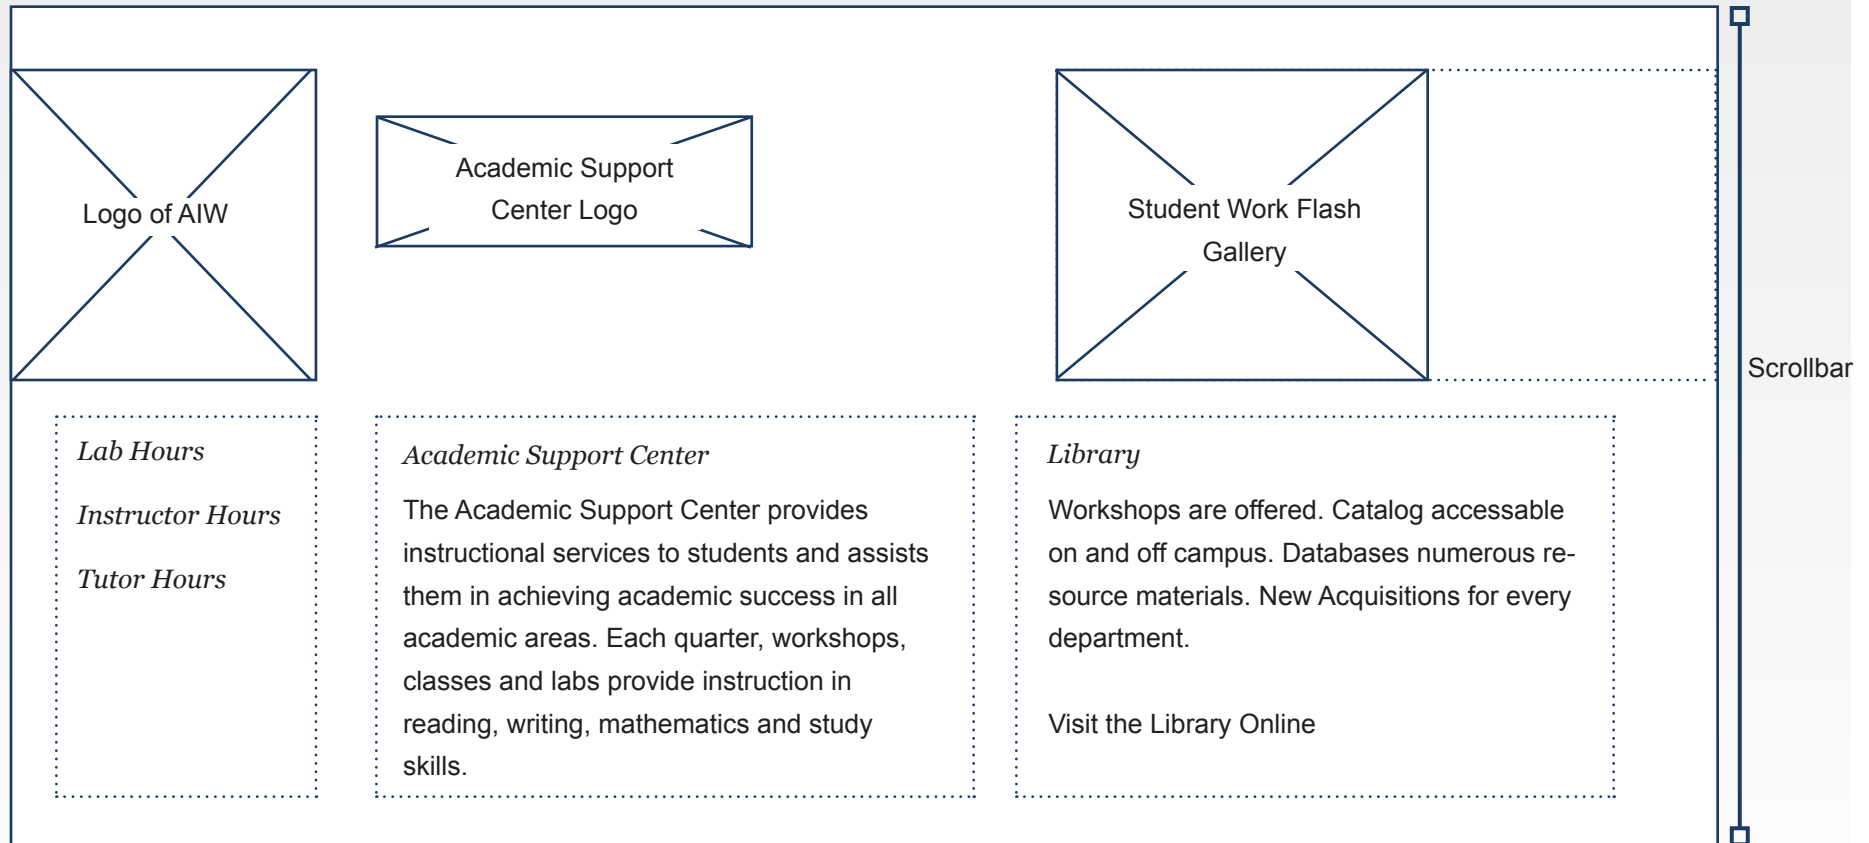 Logo of AIW
Academic Support
Center Logo
Student Work Flash
Gallery
Scrollbar
Lab Hours
Instructor Hours
Tutor Hours
Academic Support Center
The Academic Support Center provides
instructional services to students and assists
them in achieving academic success in all
academic areas. Each quarter, workshops,
classes and labs provide instruction in
reading, writing, mathematics and study
skills.
Library
Workshops are offered. Catalog accessable
on and off campus. Databases numerous re-
source materials. New Acquisitions for every
department.
Visit the Library Online